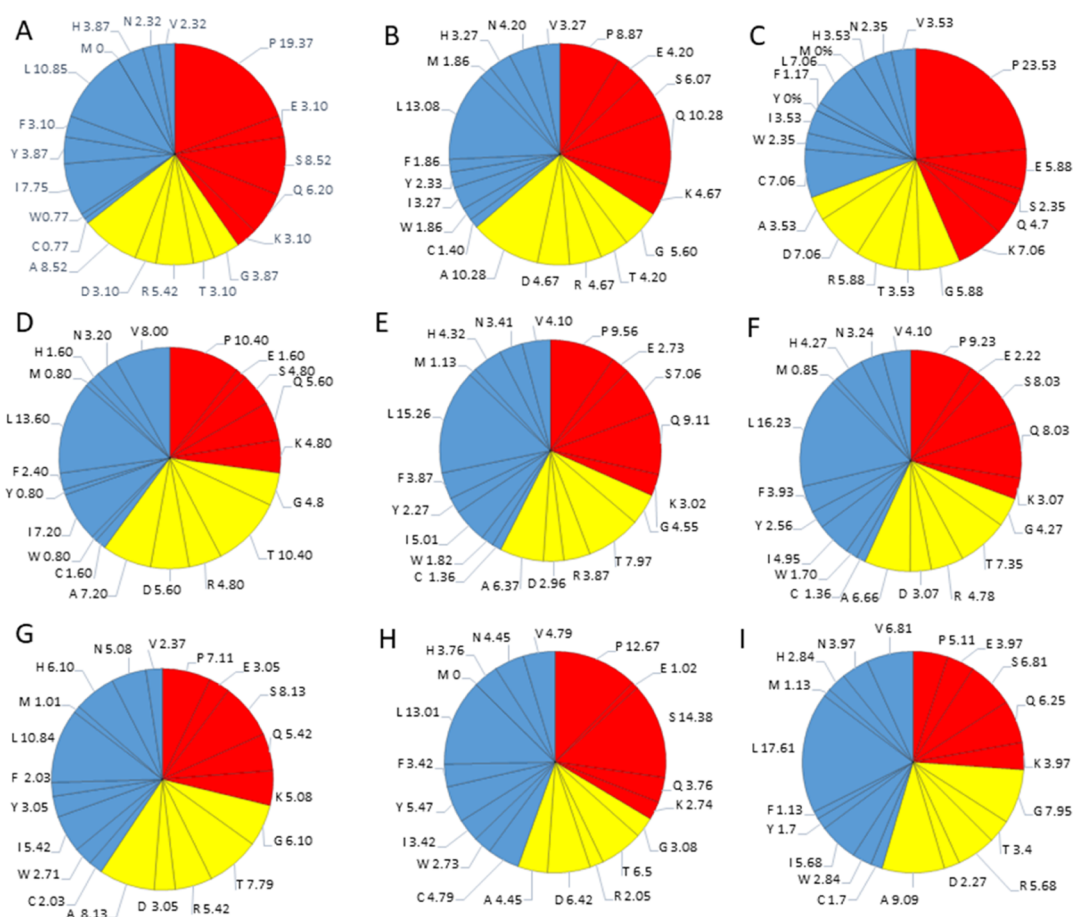 A
H 3.87
N 2.32
V 2.32
M 0
P 19.37
L 10.85
E 3.10
F 3.10
S 8.52
Y 3.87
Q 6.20
I 7.75
K 3.10
W 0.77
C 0.77
G 3.87
A 8.52
T 3.10
D 3.10
R 5.42
B
H 3.27
N 4.20
V 3.27
P 8.87
M 1.86
E 4.20
S 6.07
L 13.08
Q 10.28
F 1.86
Y 2.33
K 4.67
I 3.27
W 1.86
C 1.40
G 5.60
A 10.28
T 4.20
D 4.67
R 4.67
C
H 3.53
N 2.35
V 3.53
M 0%
L 7.06
P 23.53
F 1.17
Y 0%
I 3.53
W 2.35
E 5.88
C 7.06
S 2.35
Q 4.7
A 3.53
K 7.06
D 7.06
G 5.88
R 5.88
T 3.53
D
N 3.20
V 8.00
P 10.40
H 1.60
E 1.60
M 0.80
S 4.80
Q 5.60
L 13.60
K 4.80
F 2.40
Y 0.80
G 4.8
I 7.20
W 0.80
T 10.40
C 1.60
A 7.20
D 5.60
R 4.80
E
H 4.32
N 3.41
V 4.10
P 9.56
M 1.13
E 2.73
S 7.06
L 15.26
Q 9.11
F 3.87
K 3.02
Y 2.27
G 4.55
I 5.01
W 1.82
T 7.97
C 1.36
R 3.87
A 6.37
D 2.96
F
H 4.27
N 3.24
V 4.10
P 9.23
M 0.85
E 2.22
S 8.03
L 16.23
Q 8.03
F 3.93
K 3.07
Y 2.56
G 4.27
I 4.95
T 7.35
W 1.70
C 1.36
A 6.66
D 3.07
R 4.78
G
N 5.08
V 2.37
H 6.10
P 7.11
E 3.05
M 1.01
S 8.13
L 10.84
Q 5.42
F 2.03
K 5.08
Y 3.05
I 5.42
G 6.10
W 2.71
T 7.79
C 2.03
A 8.13
D 3.05
R 5.42
H
H 3.76
N 4.45
V 4.79
P 12.67
M 0
E 1.02
L 13.01
S 14.38
F 3.42
Q 3.76
Y 5.47
K 2.74
I 3.42
G 3.08
W 2.73
T 6.5
C 4.79
R 2.05
A 4.45
D 6.42
I
H 2.84
N 3.97
V 6.81
P 5.11
E 3.97
M 1.13
S 6.81
Q 6.25
L 17.61
K 3.97
F 1.13
G 7.95
Y 1.7
T 3.4
I 5.68
W 2.84
R 5.68
C 1.7
D 2.27
A 9.09